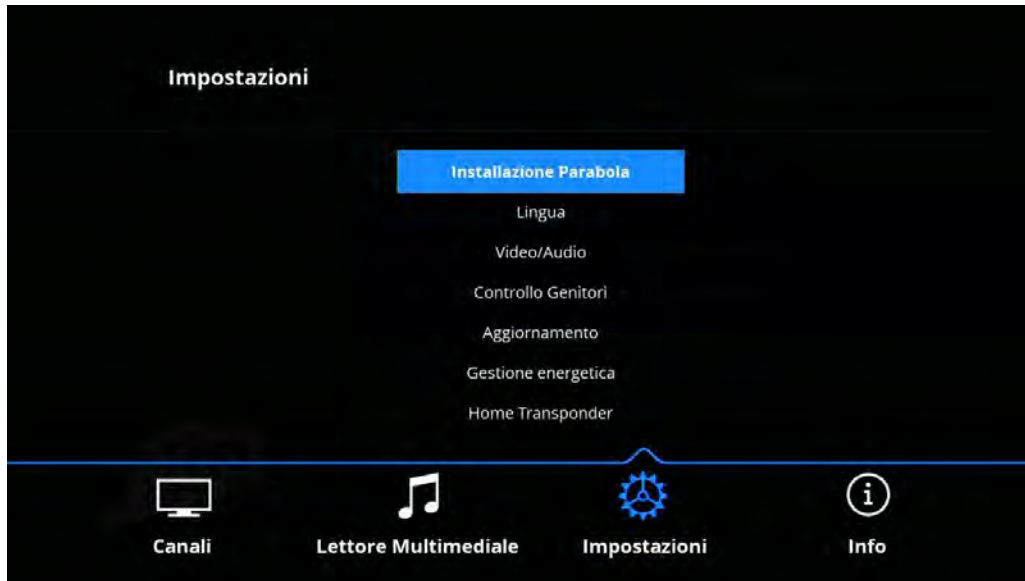 Impostazioni
Installazione Parabola
Lingua
Video/Audio
Controllo Genitori
Aggiornamento
Gestione energetica
Home Transponder
Canali
Lettore Multimediale
Impostazioni
Info